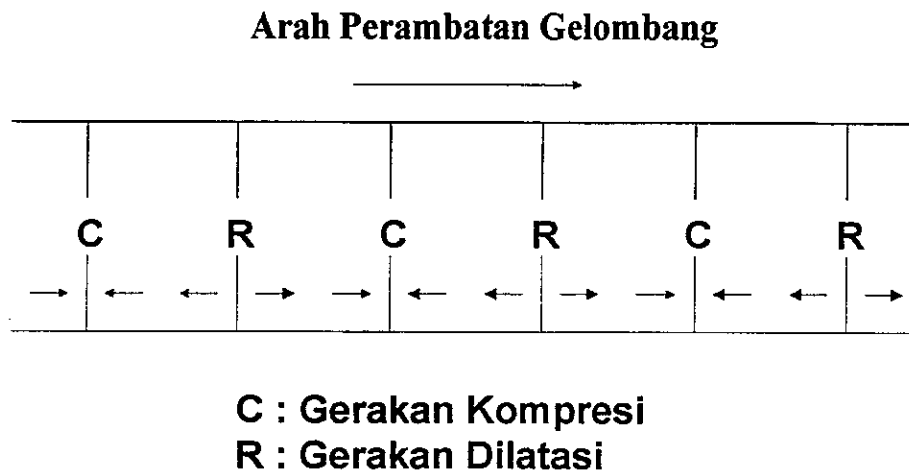 Arah Perambatan Gelombang
C R C R C R
C : Gerakan Kompresi
R : Gerakan Dilatasi